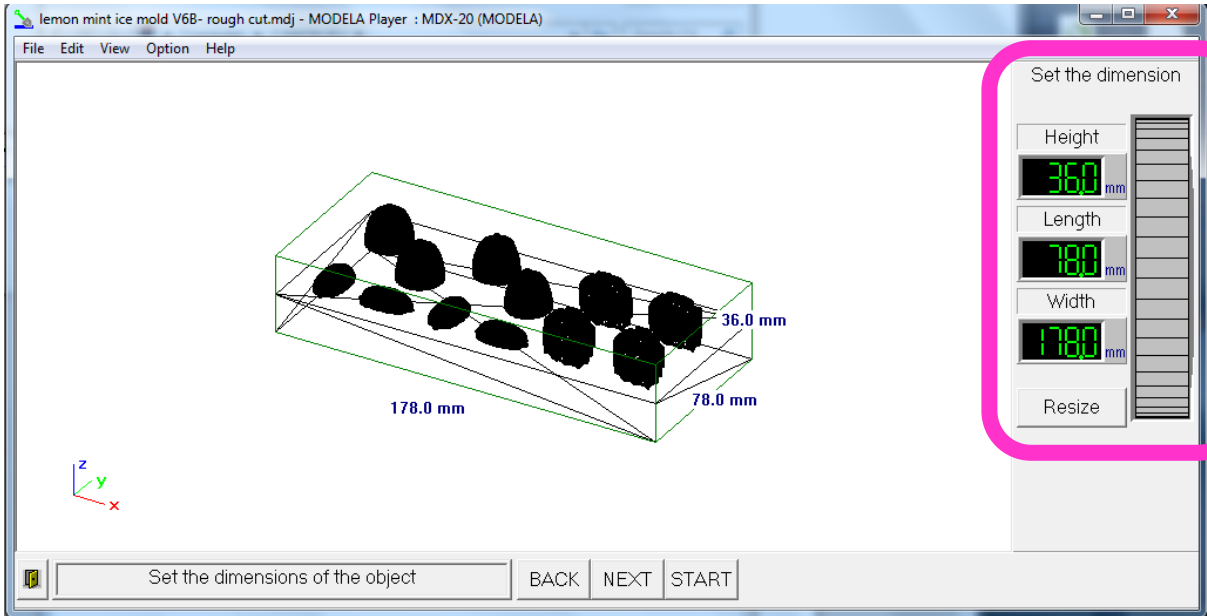 lemon mint ice mold V6B- rough cut.mdj - MODELA Player : MDX-20 (MODELA)
File Edit View Option Help
Set the dimension
Height
36.0 mm
Length
78.0 mm
Width
178.0 mm
Resize
36.0 mm
78.0 mm
178.0 mm
z
y
x
Set the dimensions of the object
BACK NEXT START